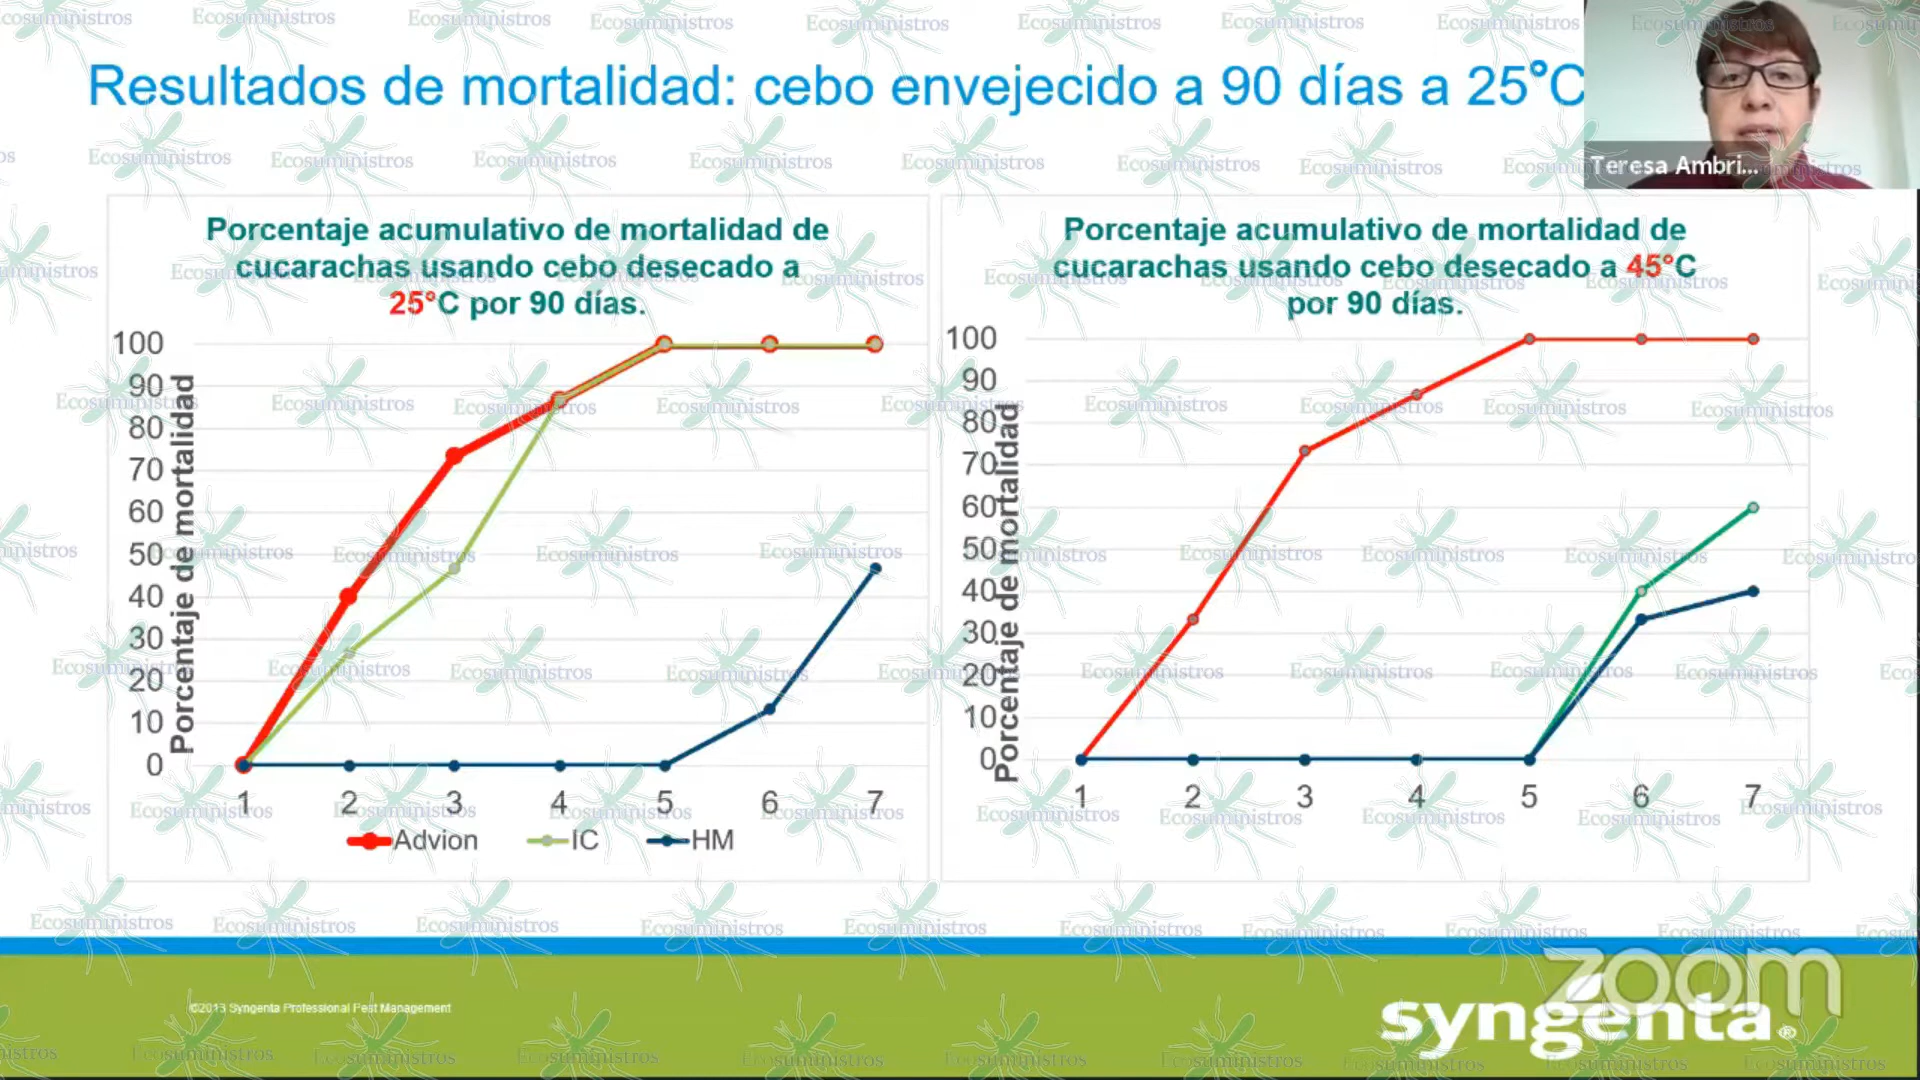 Resultados de mortalidad: cebo envejecido a 90 días a 25°C
Teresa Ambri...
Porcentaje acumulativo de mortalidad de
cucarachas usando cebo desecado a
25°C por 90 días.
100
90
80
70
60
50
40
30
20
10
0
Porcentaje de mortalidad
1 2 3 4 5 6 7
Advion IC HM
Porcentaje acumulativo de mortalidad de
cucarachas usando cebo desecado a 45°C
por 90 días.
100
90
80
70
60
50
40
30
20
10
0
Porcentaje de mortalidad
1 2 3 4 5 6 7
©2013 Syngenta Professional Pest Management
syngenta®
zoom
Ecosuministros